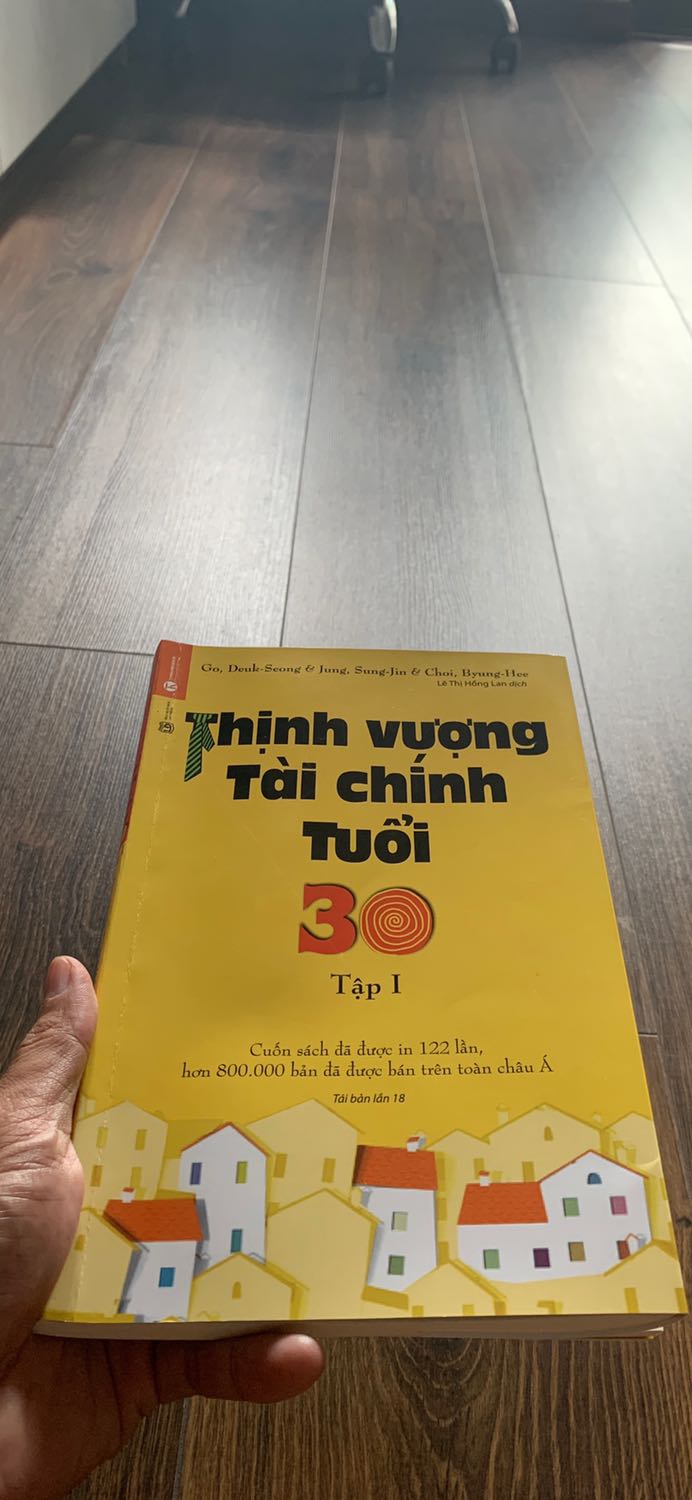 Go, Deuk-Seong & Jung, Sung-Jin & Choi, Byung-Hee
Lê Thị Hồng Lan dịch
Thịnh vượng
Tài chính
Tuổi
30
Tập I
Cuốn sách đã được in 122 lần,
hơn 800.000 bản đã được bán trên toàn châu Á
Tái bản lần 18